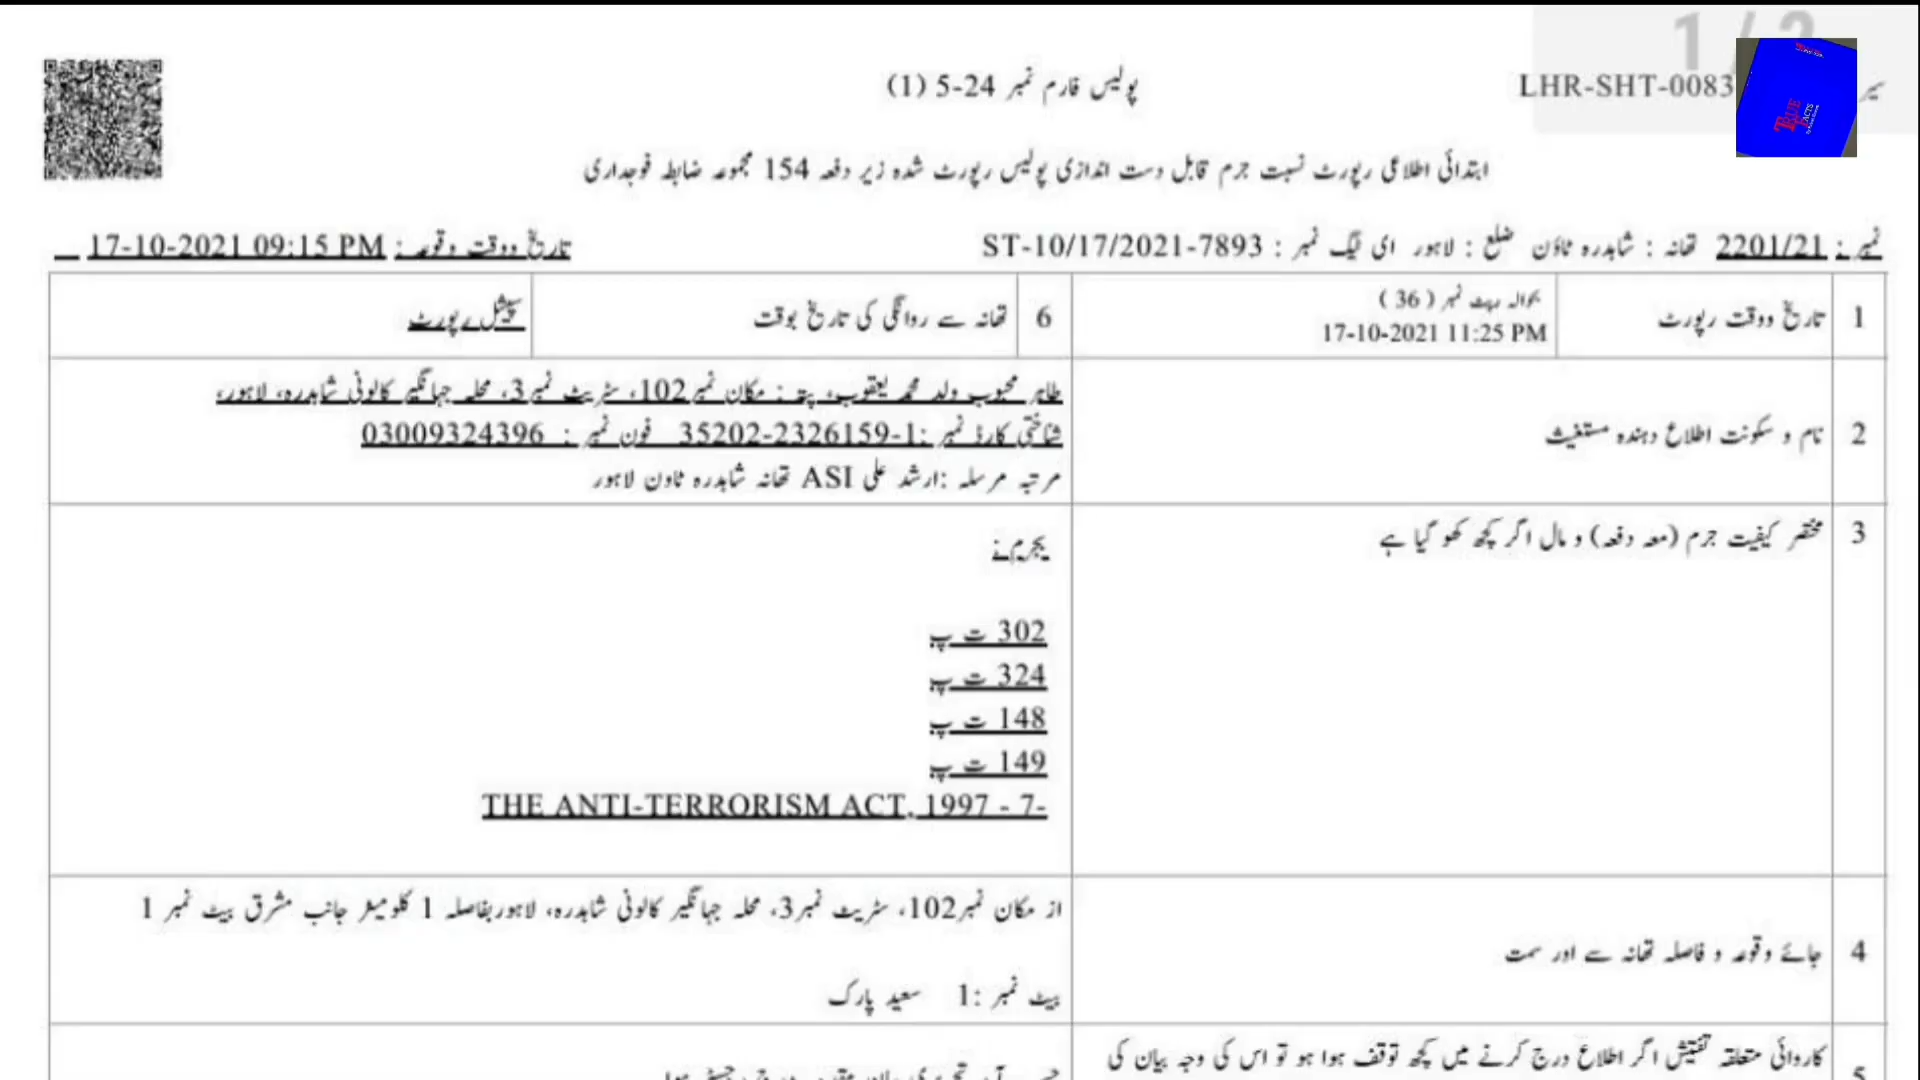 1 / 2
LHR-SHT-0083
پولیس فارم نمبر 24-5 (1)
TRUE FACTS
ابتدائی اطلاعی رپورٹ نسبت جرم قابل دست اندازی پولیس رپورٹ شدہ زیر دفعہ 154 مجموعہ ضابطہ فوجداری
نمبر : 2201/21 تھانہ : شاہدرہ ٹاؤن ضلع : لاہور ای ٹیگ نمبر : ST-10/17/2021-7893 تاریخ ووقت وقوعہ : 17-10-2021 09:15 PM
1 تاریخ ووقت رپورٹ
بحوالہ رپٹ نمبر ( 36 )
17-10-2021 11:25 PM
6 تھانہ سے روانگی کی تاریخ بوقت
سپیشل رپورٹ
2 نام و سکونت اطلاع دہندہ مستغیث
طاہر محبوب ولد محمد یعقوب، پتہ : مکان نمبر 102، سٹریٹ نمبر 3، محلہ جہانگیر کالونی شاہدرہ، لاہور،
شناختی کارڈ نمبر :1-2326159-35202 فون نمبر : 03009324396
مرتبہ مرسلہ :ارشد علی ASI تھانہ شاہدرہ ٹاون لاہور
3 مختصر کیفیت جرم (معہ دفعہ) و مال اگر کچھ کھو گیا ہے
302 ت پ
324 ت پ
148 ت پ
149 ت پ
THE ANTI-TERRORISM ACT, 1997 - 7-
4 جائے وقوعہ و فاصلہ تھانہ سے اور سمت
از مکان نمبر 102، سٹریٹ نمبر 3، محلہ جہانگیر کالونی شاہدرہ، لاہوربفاصلہ 1 کلومیٹر جانب مشرق بیٹ نمبر 1
بیٹ نمبر :1 سعید پارک
5 کاروائی متعلقہ تفتیش اگر اطلاع درج کرنے میں کچھ توقف ہوا ہو تو اس کی وجہ بیان کی